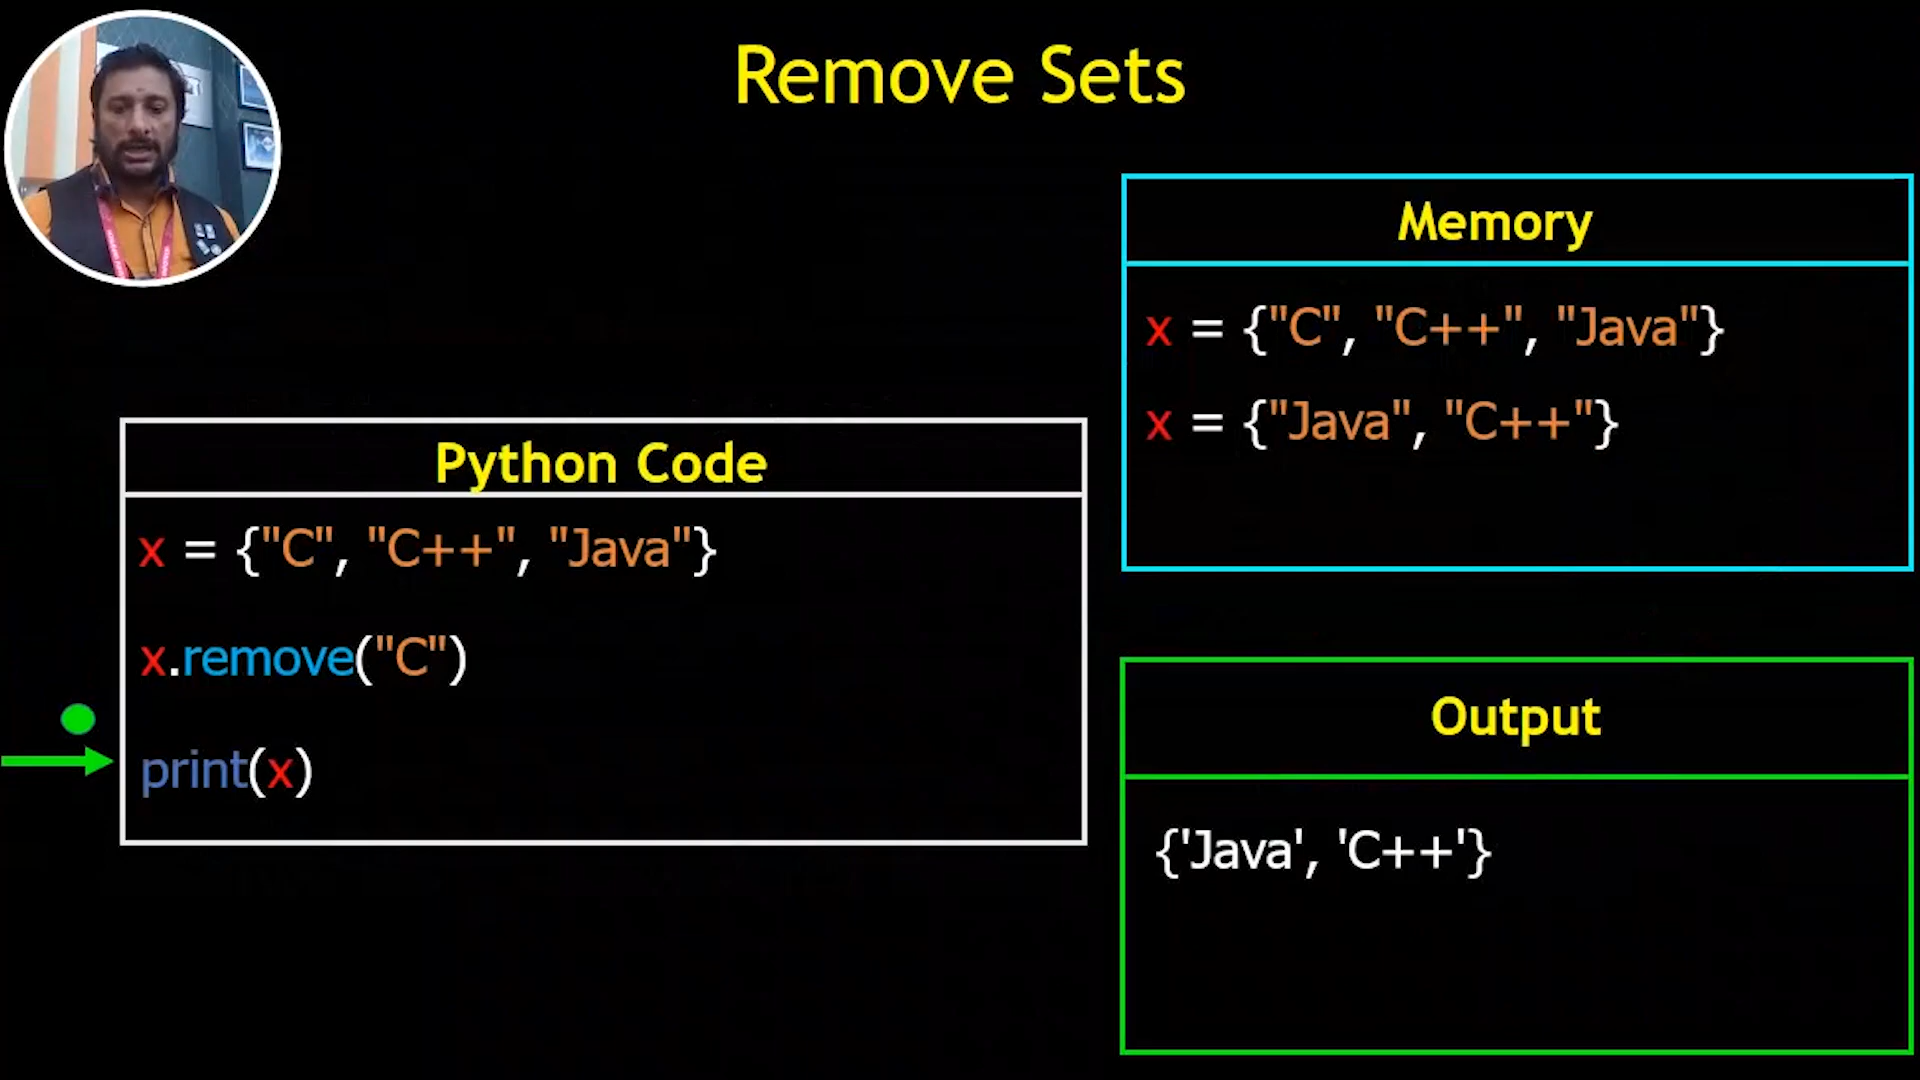 Remove Sets
Memory
x = {"C", "C++", "Java"}
x = {"Java", "C++"}
Python Code
x = {"C", "C++", "Java"}
x.remove("C")
print(x)
Output
{'Java', 'C++'}